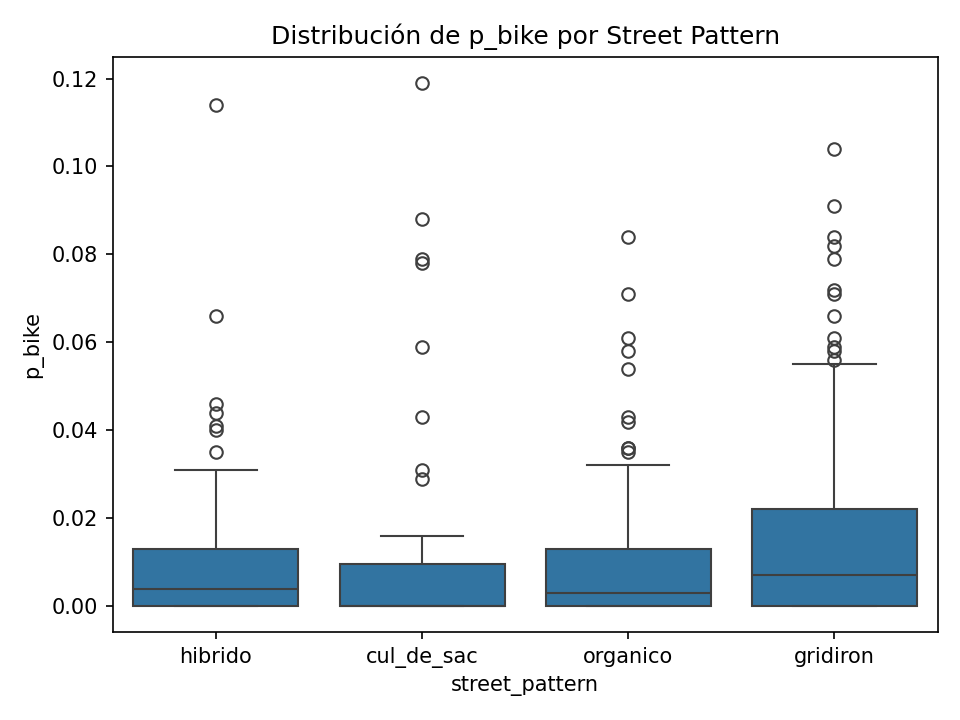 Distribución de p_bike por Street Pattern
p_bike
0.12
0.10
0.08
0.06
0.04
0.02
0.00
hibrido
cul_de_sac
organico
gridiron
street_pattern